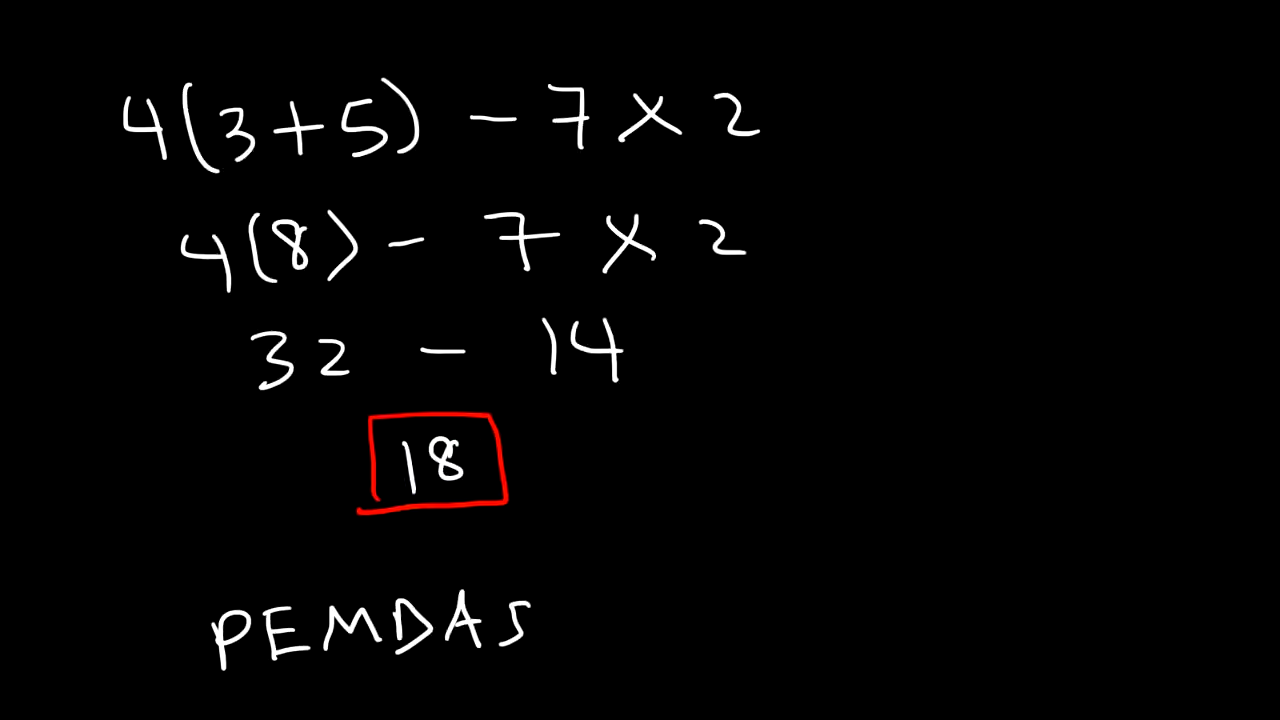 4(3+5) - 7 x 2
4(8) - 7 x 2
32 - 14
18
PEMDAS